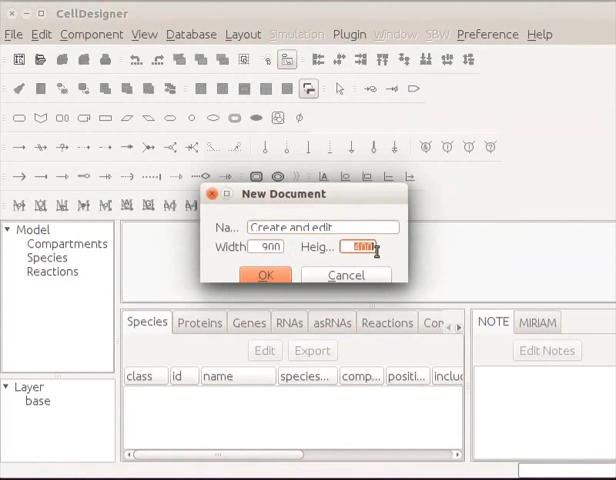 CellDesigner
File Edit Component View Database Layout Simulation Plugin Window SBW Preference Help
New Document
Na... Create and edit
Width 900 Heig... 400
OK Cancel
Model
Compartments
Species
Reactions
Layer
base
Species Proteins Genes RNAs asRNAs Reactions Con
Edit Export
class id name species... comp... positi... includ
NOTE MIRIAM
Edit Notes